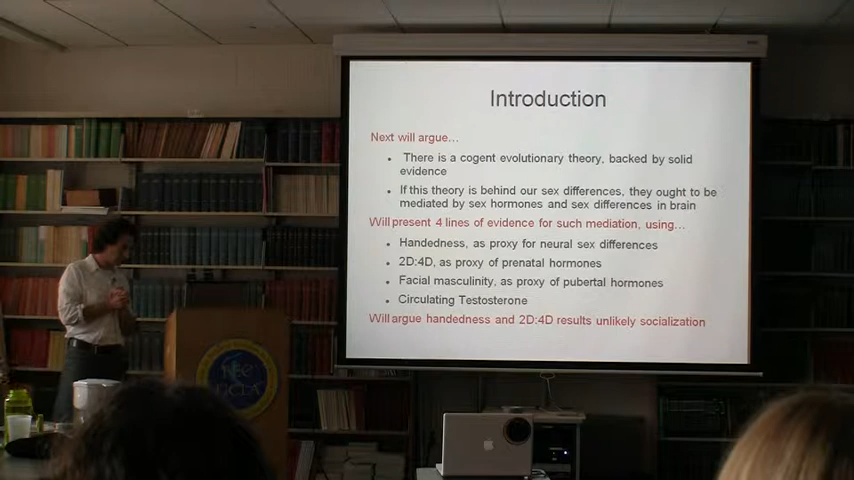 Introduction
Next will argue…
• There is a cogent evolutionary theory, backed by solid
evidence
• If this theory is behind our sex differences, they ought to be
mediated by sex hormones and sex differences in brain
Will present 4 lines of evidence for such mediation, using…
• Handedness, as proxy for neural sex differences
• 2D:4D, as proxy of prenatal hormones
• Facial masculinity, as proxy of pubertal hormones
• Circulating Testosterone
Will argue handedness and 2D:4D results unlikely socialization
UCLA